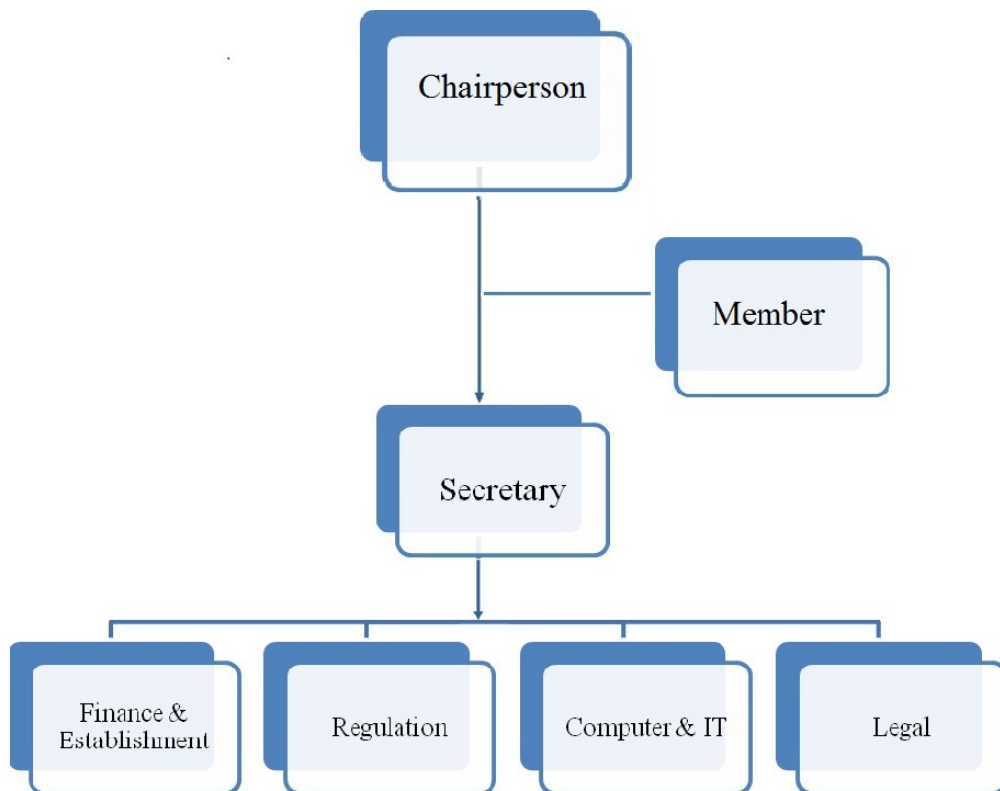 Chairperson
Member
Secretary
Finance &
Establishment
Regulation
Computer & IT
Legal